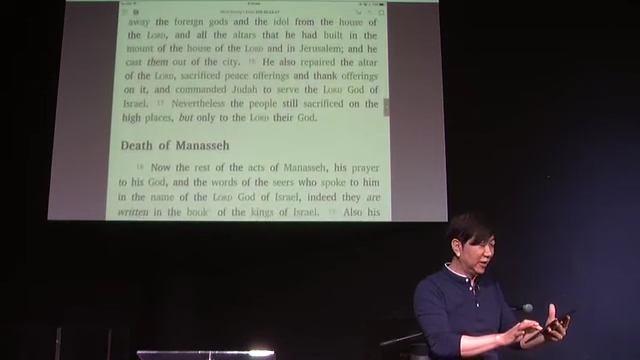 away the foreign gods and the idol from the house of
the LORD, and all the altars that he had built in the
mount of the house of the LORD and in Jerusalem; and he
cast them out of the city. 16 He also repaired the altar
of the LORD, sacrificed peace offerings and thank offerings
on it, and commanded Judah to serve the LORD God of
Israel. 17 Nevertheless the people still sacrificed on the
high places, but only to the LORD their God.
Death of Manasseh
18 Now the rest of the acts of Manasseh, his prayer
to his God, and the words of the seers who spoke to him
in the name of the LORD God of Israel, indeed they are
written in the book of the kings of Israel. Also his